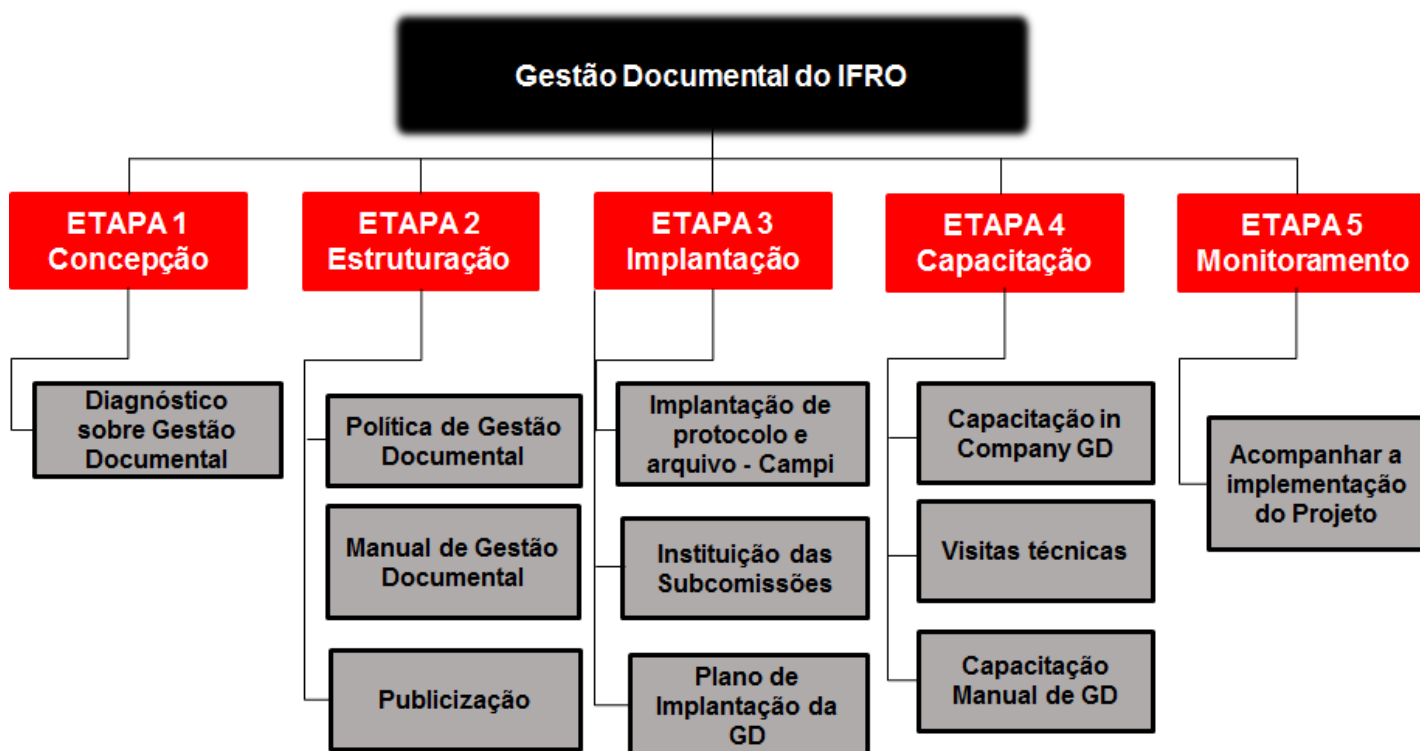 Gestão Documental do IFRO
ETAPA 1
Concepção
ETAPA 2
Estruturação
ETAPA 3
Implantação
ETAPA 4
Capacitação
ETAPA 5
Monitoramento
Diagnóstico
sobre Gestão
Documental
Política de Gestão
Documental
Manual de Gestão
Documental
Publicização
Implantação de
protocolo e
arquivo - Campi
Instituição das
Subcomissões
Plano de
Implantação da
GD
Capacitação in
Company GD
Visitas técnicas
Capacitação
Manual de GD
Acompanhar a
implementação
do Projeto